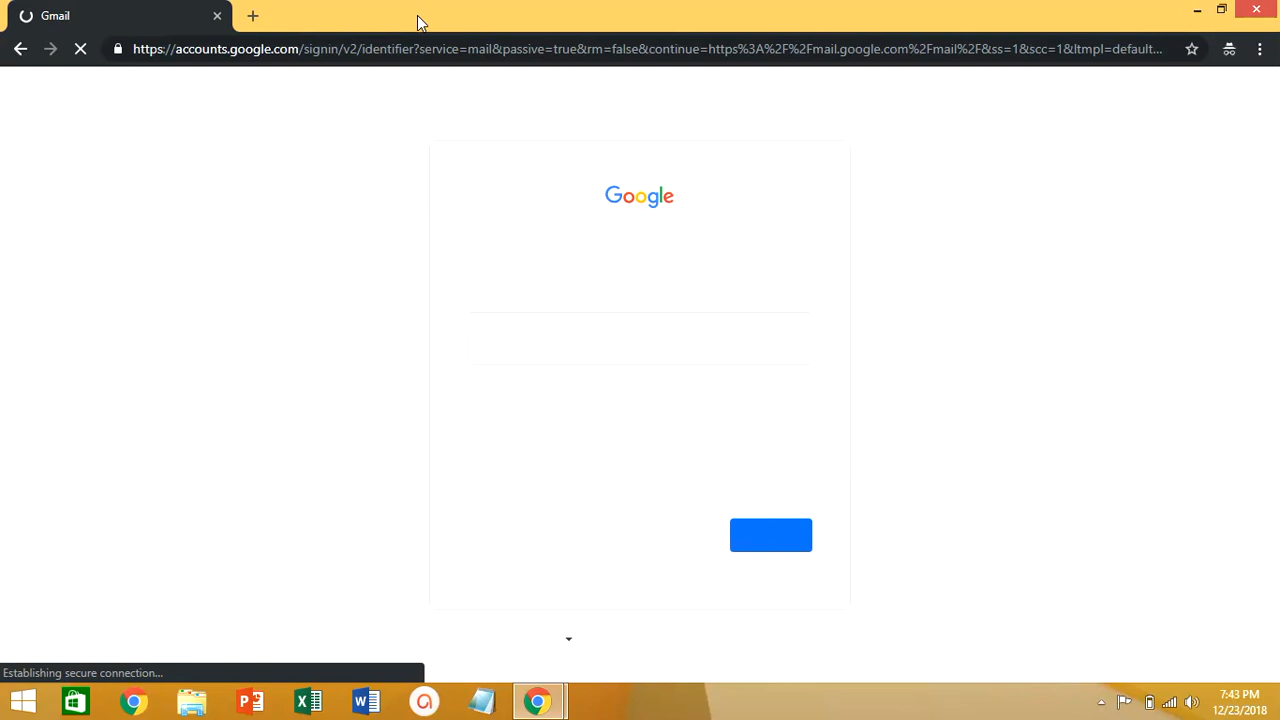 Gmail
https://accounts.google.com/signin/v2/identifier?service=mail&passive=true&rm=false&continue=https%3A%2F%2Fmail.google.com%2Fmail%2F&ss=1&scc=1&ltmpl=default...
Google
Establishing secure connection...
7:43 PM
12/23/2018